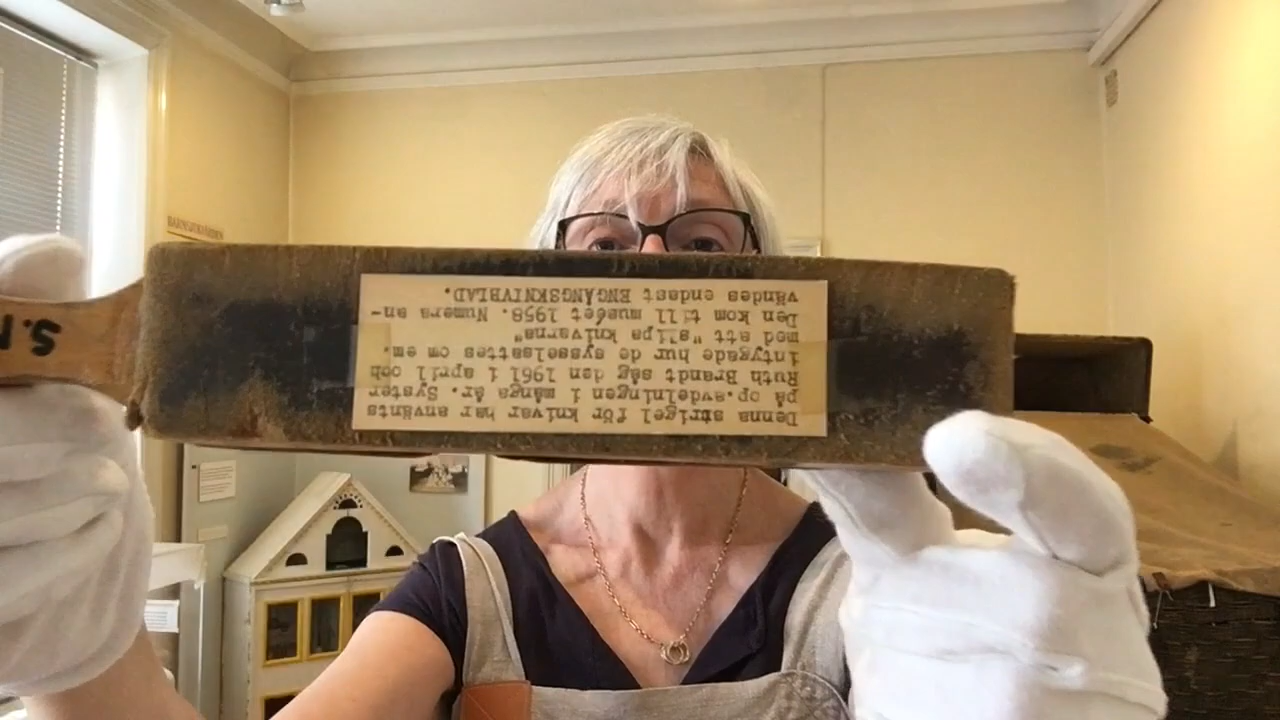 Denna strigel för knivar har använts
på op.avdelningen i många år. Syster
Ruth Brandt såg den 1961 i april och
intygade hur de sysselsattes om em.
med att "slipa knivarna"
Den kom till muséet 1958. Numera an-
vändes endast ENGÅNGSKNIVBLAD.
BARNSJUKVÅRDEN